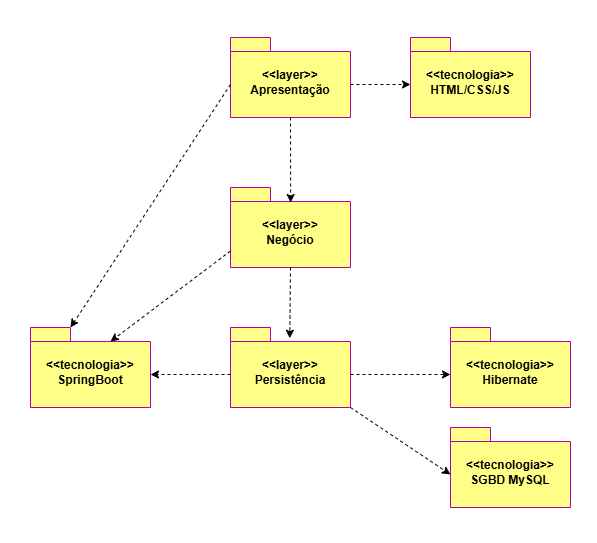 <<layer>>
Apresentação
<<tecnologia>>
HTML/CSS/JS
<<layer>>
Negócio
<<tecnologia>>
SpringBoot
<<layer>>
Persistência
<<tecnologia>>
Hibernate
<<tecnologia>>
SGBD MySQL